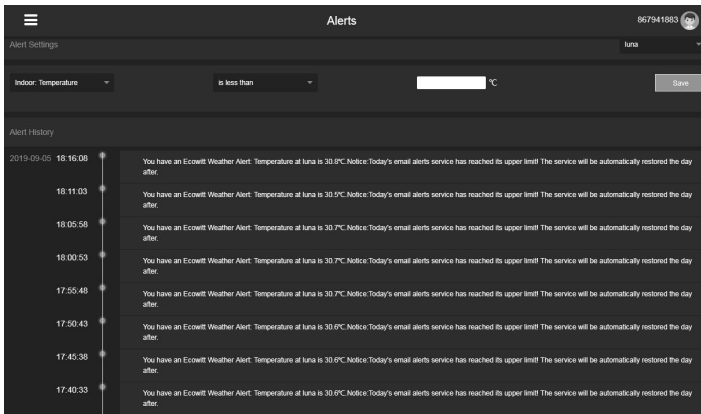 Alerts
867941883
Alert Settings
luna
Indoor: Temperature
is less than
℃
Save
Alert History
2019-09-05 18:16:08
You have an Ecowitt Weather Alert: Temperature at luna is 30.8℃.Notice:Today's email alerts service has reached its upper limit! The service will be automatically restored the day
after.
18:11:03
You have an Ecowitt Weather Alert: Temperature at luna is 30.5℃.Notice:Today's email alerts service has reached its upper limit! The service will be automatically restored the day
after.
18:05:58
You have an Ecowitt Weather Alert: Temperature at luna is 30.7℃.Notice:Today's email alerts service has reached its upper limit! The service will be automatically restored the day
after.
18:00:53
You have an Ecowitt Weather Alert: Temperature at luna is 30.7℃.Notice:Today's email alerts service has reached its upper limit! The service will be automatically restored the day
after.
17:55:48
You have an Ecowitt Weather Alert: Temperature at luna is 30.7℃.Notice:Today's email alerts service has reached its upper limit! The service will be automatically restored the day
after.
17:50:43
You have an Ecowitt Weather Alert: Temperature at luna is 30.6℃.Notice:Today's email alerts service has reached its upper limit! The service will be automatically restored the day
after.
17:45:38
You have an Ecowitt Weather Alert: Temperature at luna is 30.6℃.Notice:Today's email alerts service has reached its upper limit! The service will be automatically restored the day
after.
17:40:33
You have an Ecowitt Weather Alert: Temperature at luna is 30.6℃.Notice:Today's email alerts service has reached its upper limit! The service will be automatically restored the day
after.